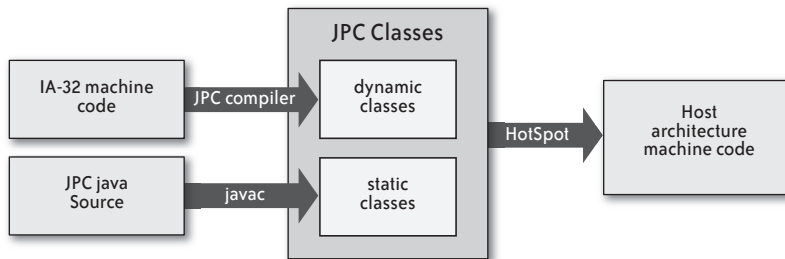 JPC Classes
IA-32 machine
code
JPC compiler
dynamic
classes
HotSpot
Host
architecture
machine code
JPC java
Source
javac
static
classes